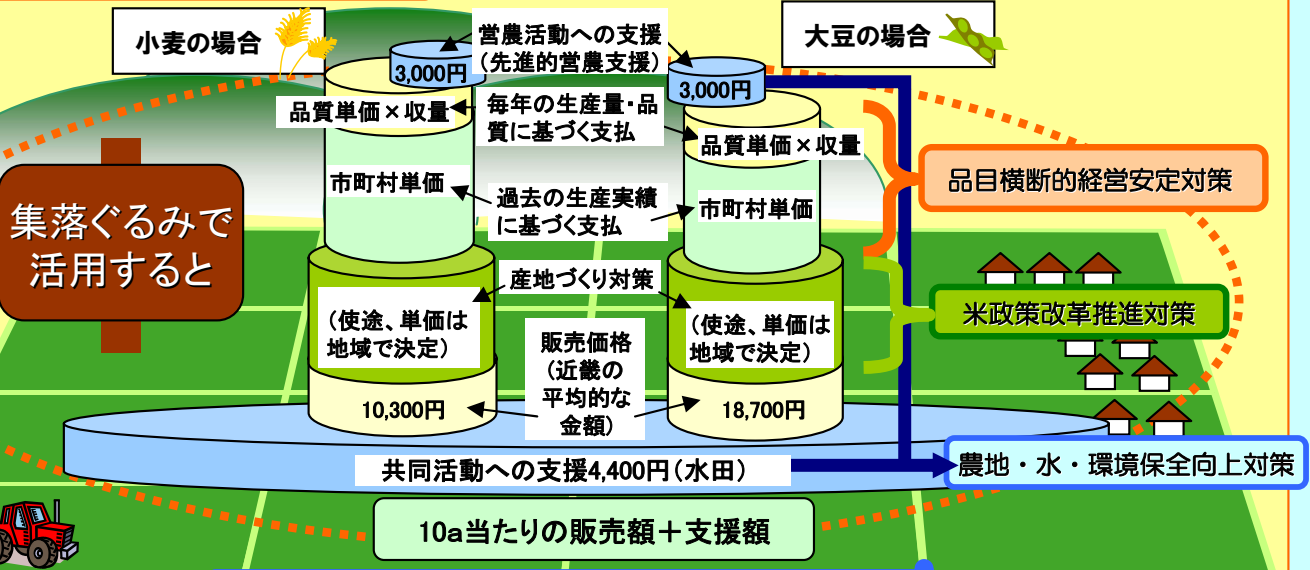 小麦の場合
大豆の場合
営農活動への支援
(先進的営農支援)
3,000円
3,000円
品質単価×収量
毎年の生産量・品
質に基づく支払
品質単価×収量
市町村単価
過去の生産実績
に基づく支払
市町村単価
品目横断的経営安定対策
集落ぐるみで
活用すると
産地づくり対策
(使途、単価は
地域で決定)
(使途、単価は
地域で決定)
米政策改革推進対策
販売価格
(近畿の
平均的な
金額)
10,300円
18,700円
共同活動への支援4,400円(水田)
農地・水・環境保全向上対策
10a当たりの販売額+支援額